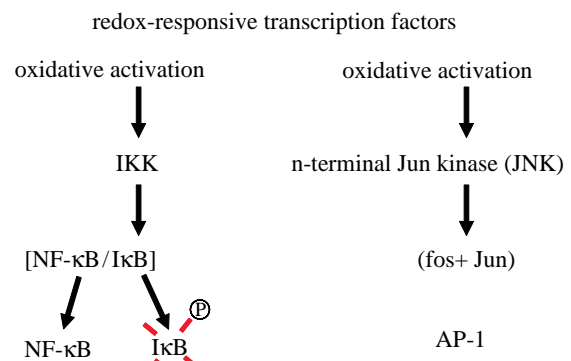 redox-responsive transcription factors
oxidative activation
oxidative activation
IKK
n-terminal Jun kinase (JNK)
[NF-κB/IκB]
(fos+ Jun)
P
NF-κB
IκB
AP-1